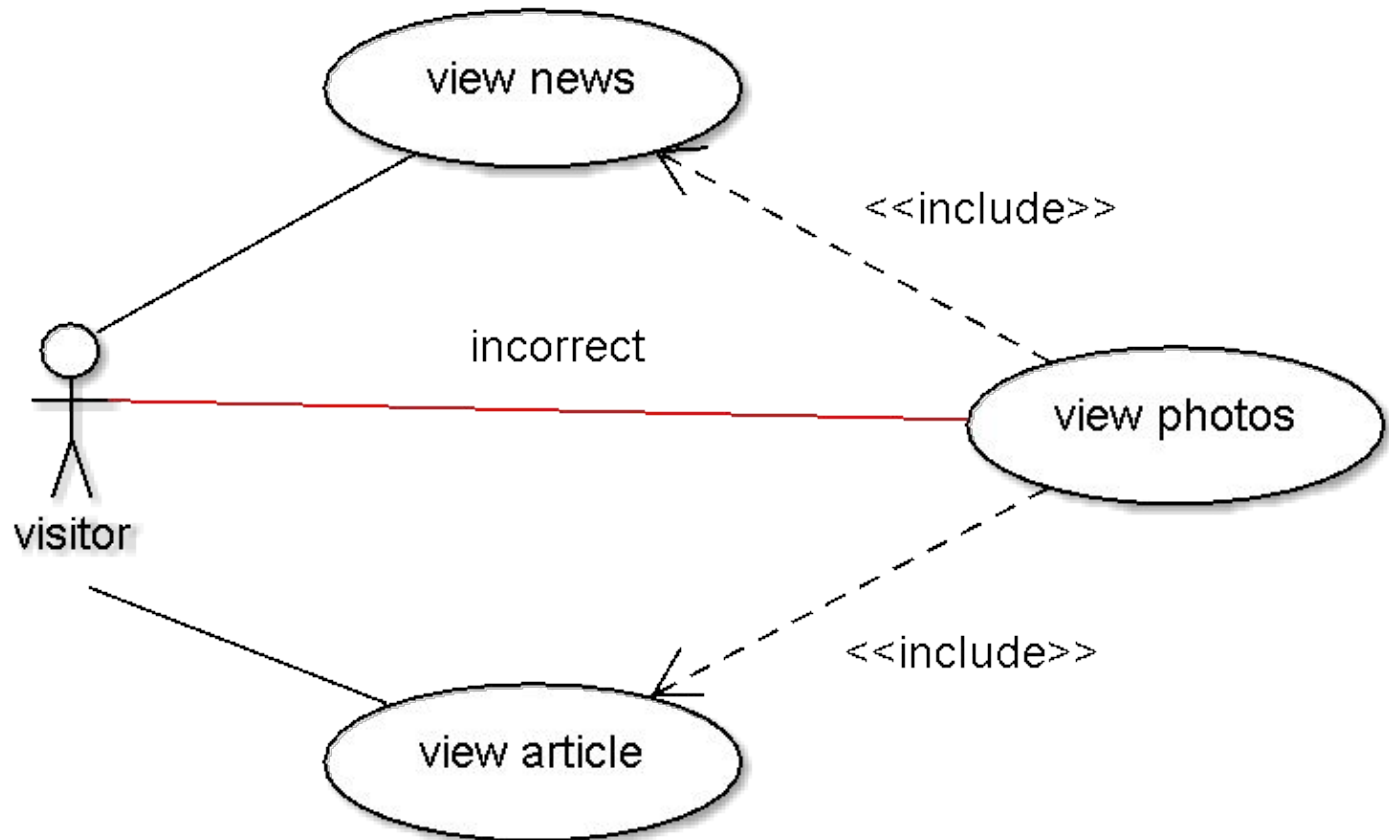 view news
<<include>>
incorrect
view photos
visitor
<<include>>
view article